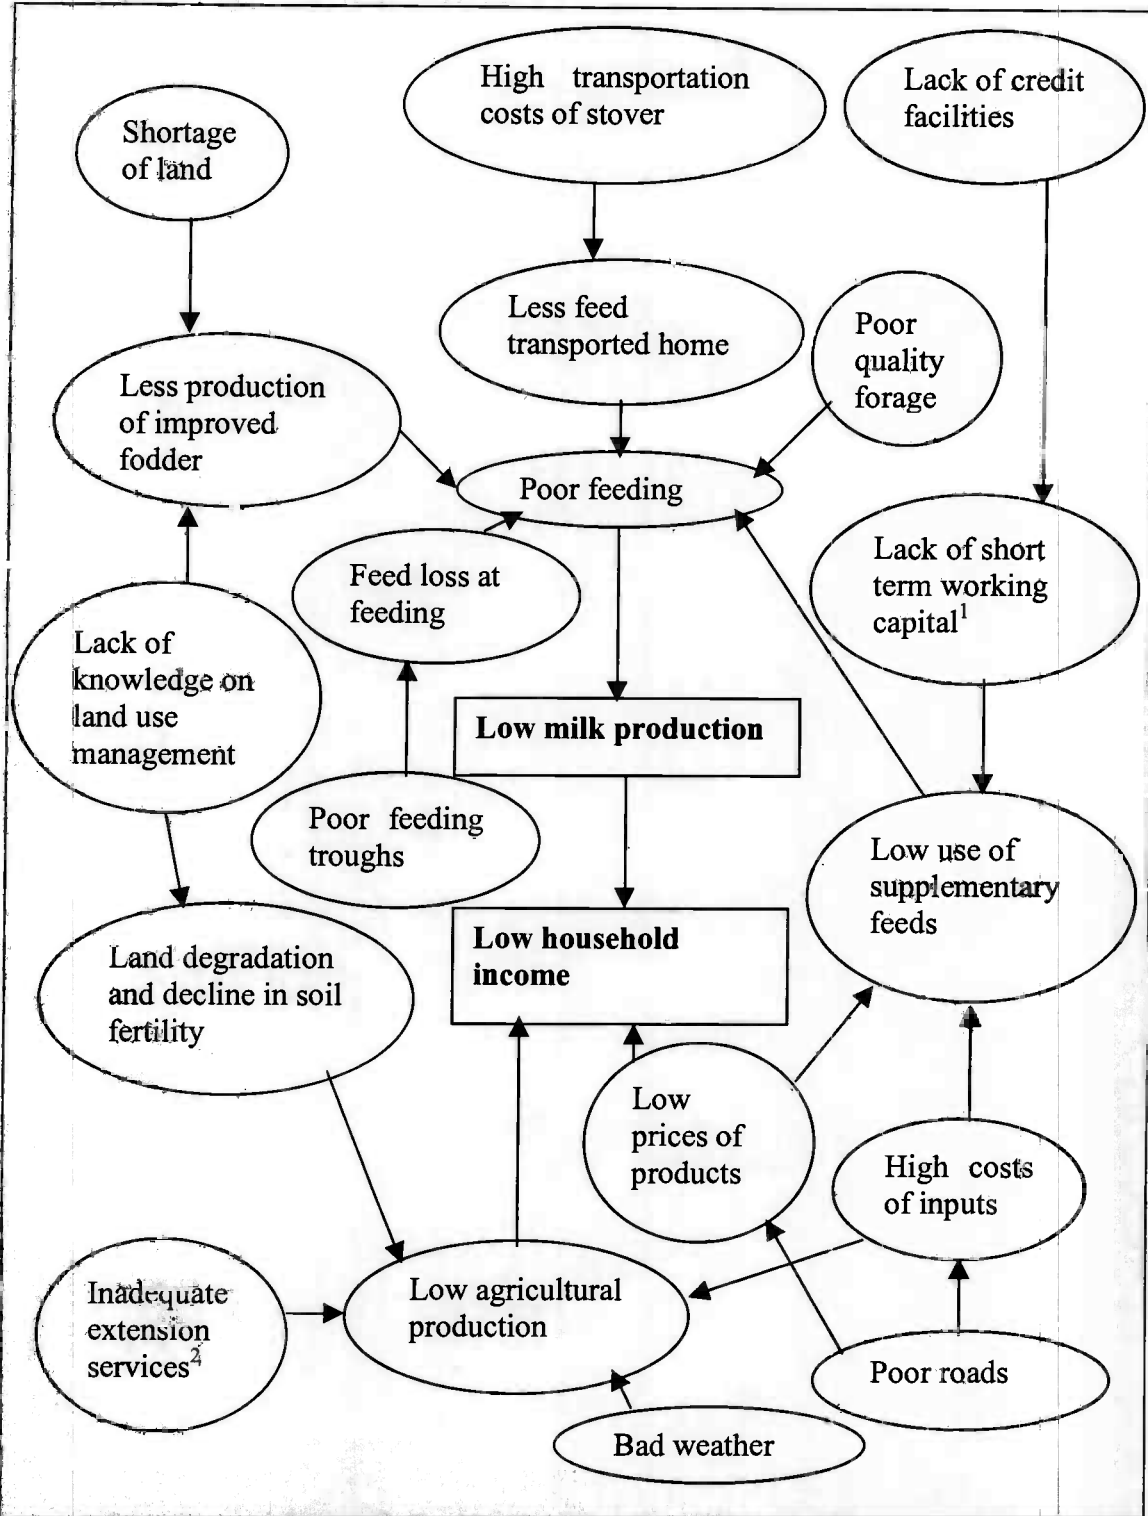 High transportation
costs of stover
Lack of credit
facilities
Shortage
of land
Less feed
transported home
Poor
quality
forage
Less production
of improved
fodder
Poor feeding
Feed loss at
feeding
Lack of short
term working
capital¹
Lack of
knowledge on
land use
management
Low milk production
Poor feeding
troughs
Low use of
supplementary
feeds
Low household
income
Land degradation
and decline in soil
fertility
Low
prices of
products
High costs
of inputs
Inadequate
extension
services²
Low agricultural
production
Poor roads
Bad weather